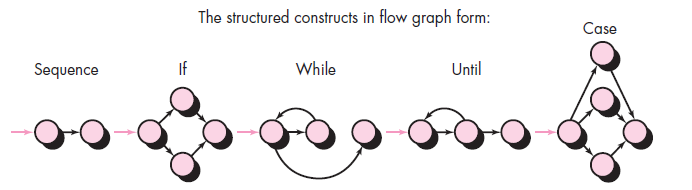 The structured constructs in flow graph form:
Case
Sequence
If
While
Until